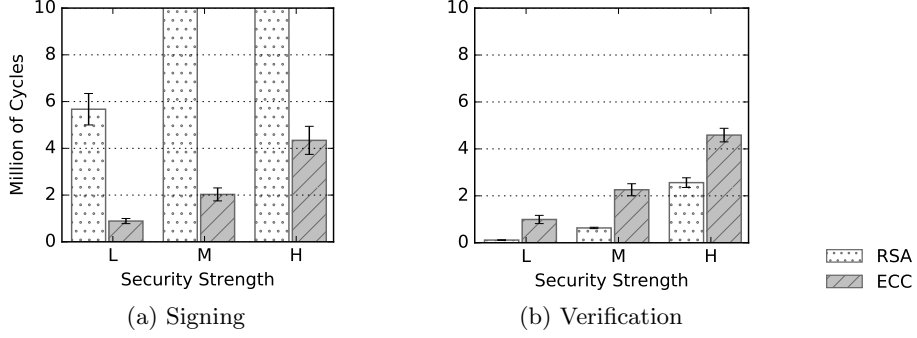 10
8
6
4
2
0
Million of Cycles
L M H
Security Strength
(a) Signing
10
8
6
4
2
0
L M H
Security Strength
(b) Verification
RSA
ECC